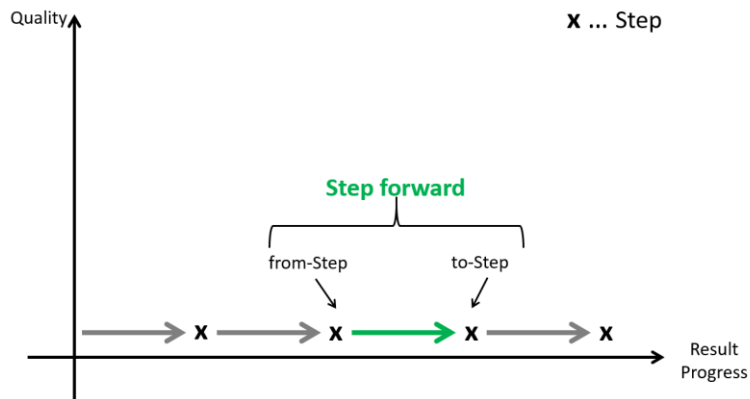 Quality
x ... Step
Step forward
from-Step
to-Step
x
x
x
x
Result
Progress